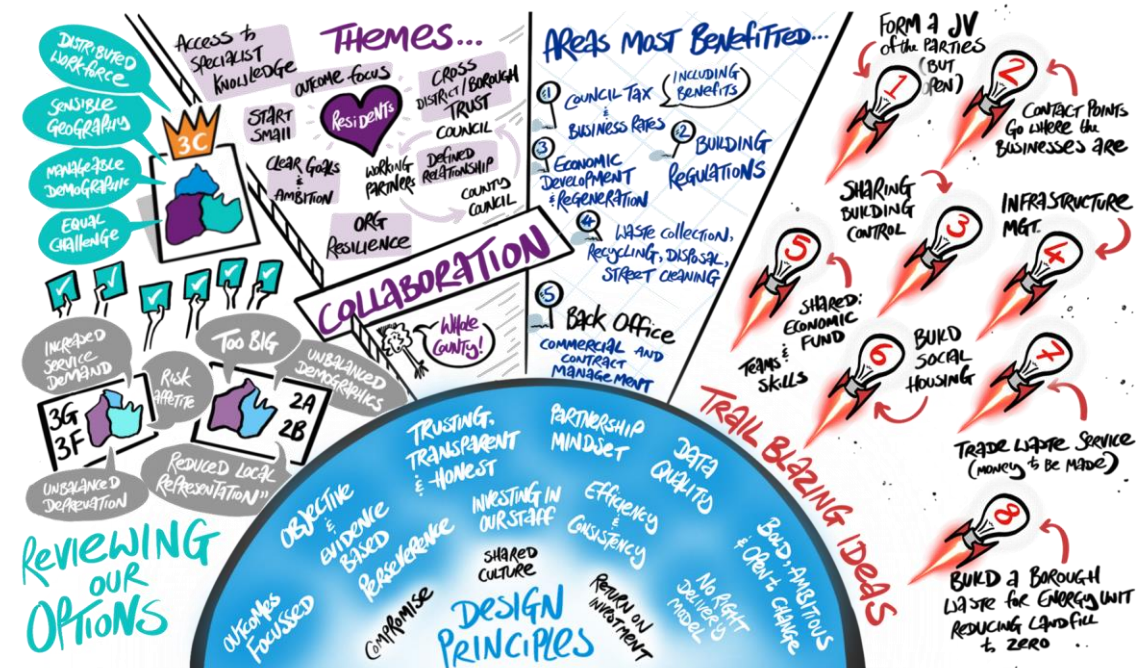 DISTRIBUTED
WORK-FORCE
SENSIBLE
GEOGRAPHY
MANAGEABLE
DEMOGRAPHIC
EQUAL
CHALLENGE
3C
INCREASED
SERVICE
DEMAND
RISK
APPETITE
TOO BIG
UNBALANCED
DEMOGRAPHICS
3G
3F
2A
2B
UNBALANCED
DEPREVATION
REDUCED LOCAL
REPRESENTATION"
REVIEWING
OUR
OPTIONS
THEMES...
ACCESS to
SPECIALIST
KNOWLEDGE
OUTCOME FOCUS
CROSS
DISTRICT/BOROUGH
TRUST
START
SMALL
RESIDENTS
COUNCIL
CLEAR GOALS
&
AMBITION
WORKING
PARTNERS
DEFINED
RELATIONSHIP
COUNTY
COUNCIL
ORG
RESILIENCE
COLLABORATION
WHOLE
COUNTY!
AREAS MOST BENEFITTED...
1
COUNCIL TAX
&
BUSINESS RATES
INCLUDING
BENEFITS
2
BUILDING
REGULATIONS
3
ECONOMIC
DEVELOPMENT
& REGENERATION
4
WASTE COLLECTION,
RECYCLING, DISPOSAL,
STREET CLEANING
5
BACK OFFICE
COMMERCIAL AND
CONTRACT
MANAGEMENT
TRAIL BLAZING IDEAS
FORM a JV
of the PARTIES
(BUT
OPEN)
1
2
CONTACT POINTS
GO WHERE the
BUSINESSES ARE
SHARING
BUILDING
CONTROL
3
INFRASTRUCTURE
MGT.
4
5
SHARED:
ECONOMIC
FUND
TEAMS &
SKILLS
6
BUILD
SOCIAL
HOUSING
7
TRADE WASTE SERVICE
(MONEY to BE MADE)
8
BUILD a BOROUGH
WASTE for ENERGY UNIT
REDUCING LANDFILL
to ZERO
TRUSTING,
TRANSPARENT
&
HONEST
PARTNERSHIP
MINDSET
DATA
QUALITY
OBJECTIVE
&
EVIDENCE
BASED
PERSEVERENCE
INVESTING IN
OUR STAFF
EFFICIENCY
&
CONSISTENCY
BOLD, AMBITIOUS
& OPEN to CHANGE
OUTCOMES
FOCUSSED
COMPROMISE
SHARED
CULTURE
RETURN ON
INVESTMENT
NO RIGHT
DELIVERY
MODEL
DESIGN
PRINCIPLES